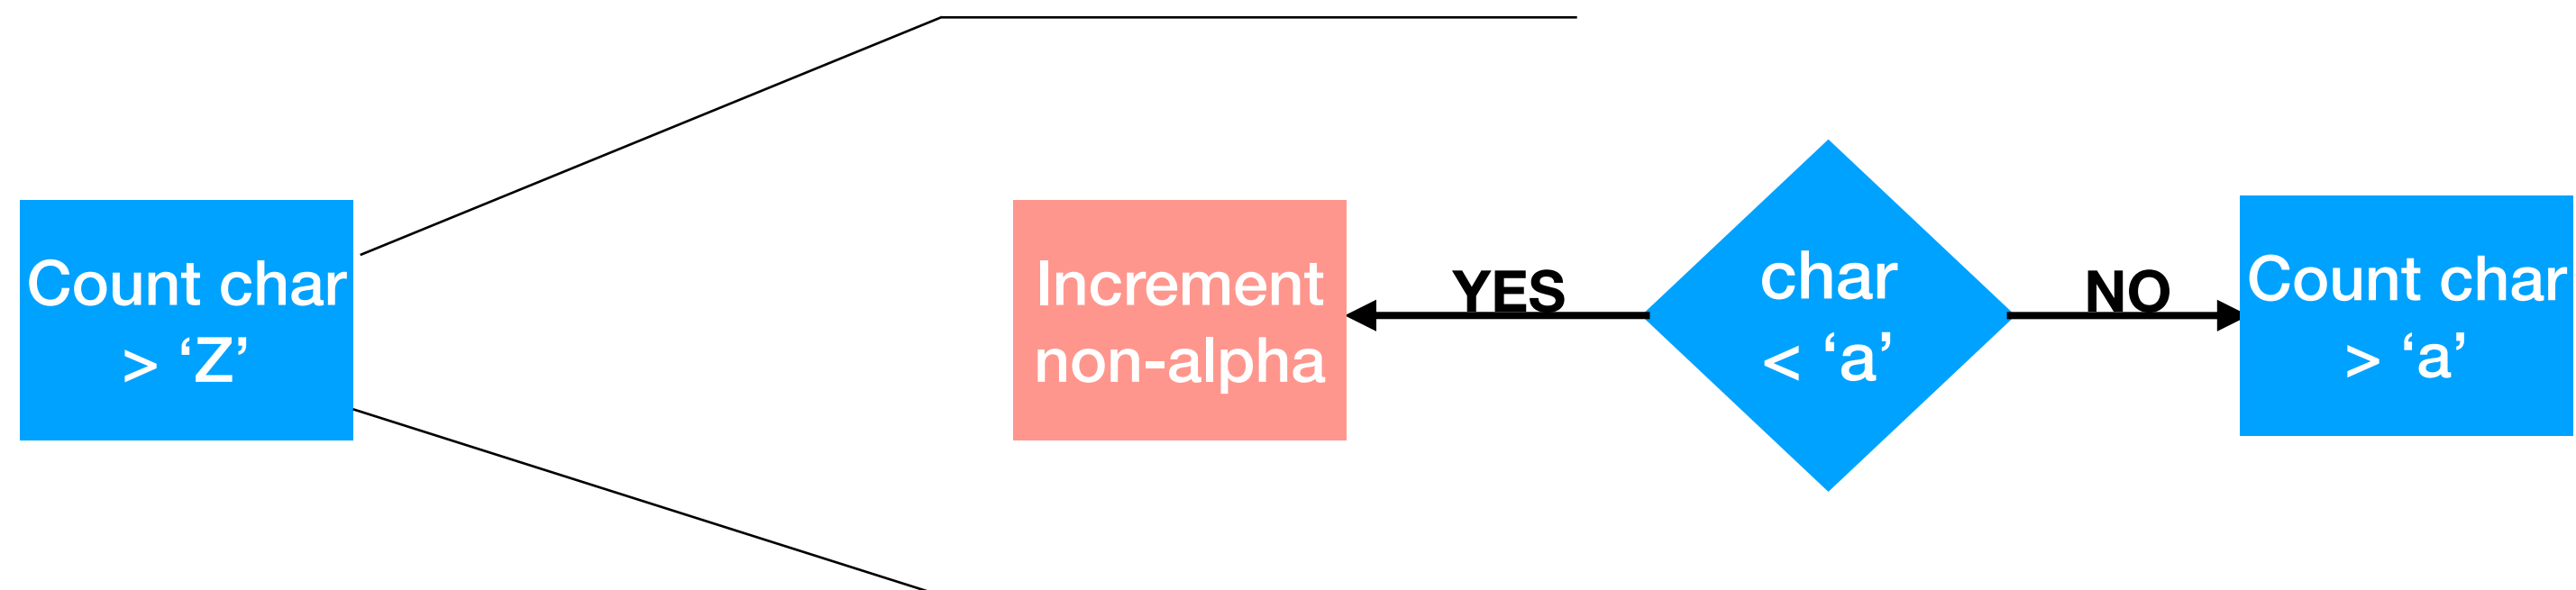 Count char
> ‘Z’
Increment
non-alpha
YES
char
< ‘a’
NO
Count char
> ‘a’